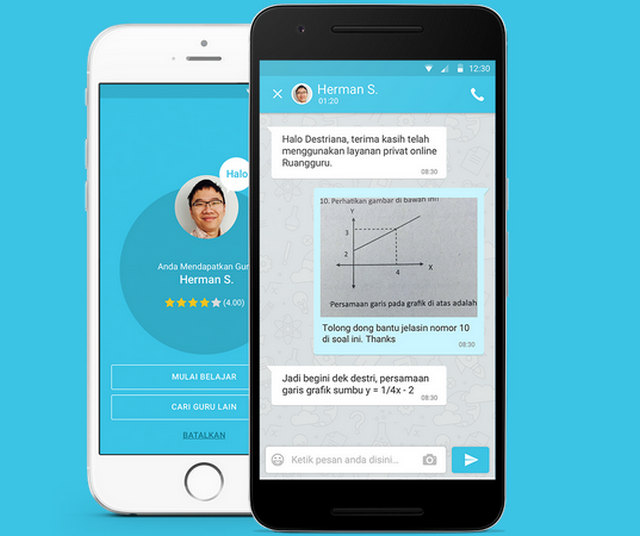 Halo
Anda Mendapatkan Gur
Herman S.
(4.00)
MULAI BELAJAR
CARI GURU LAIN
BATALKAN
12:30
Herman S.
01:20
Halo Destriana, terima kasih telah
menggunakan layanan privat online
Ruangguru.
08:30
10. Perhatikan gambar di bawah ini!
Y
3
2
4
X
Persamaan garis pada grafik di atas adalah
Tolong dong bantu jelasin nomor 10
di soal ini. Thanks
08:30
Jadi begini dek destri, persamaan
garis grafik sumbu y = 1/4x - 2
08:30
Ketik pesan anda disini...